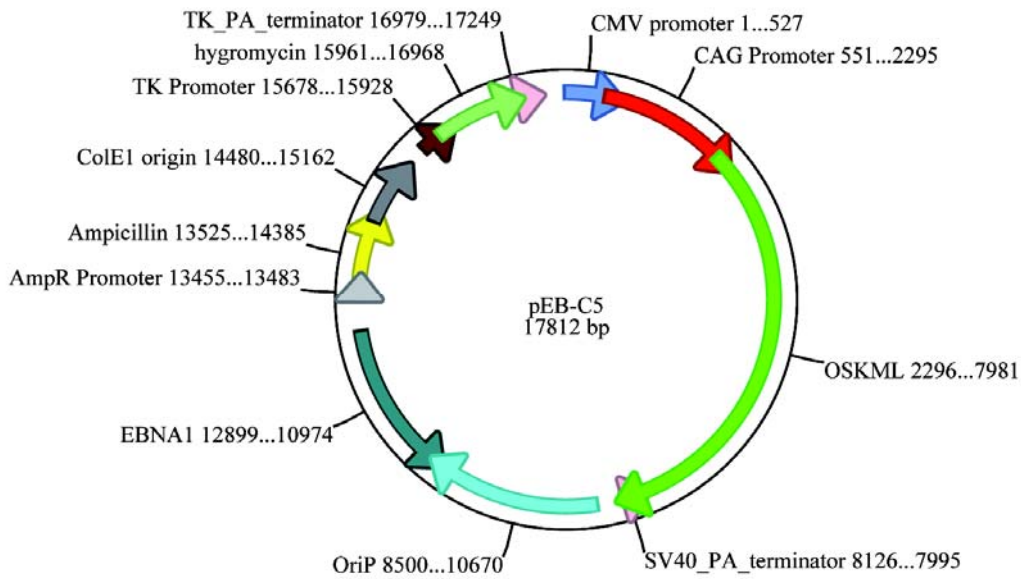 TK_PA_terminator 16979...17249
CMV promoter 1...527
hygromycin 15961...16968
CAG Promoter 551...2295
TK Promoter 15678...15928
ColE1 origin 14480...15162
Ampicillin 13525...14385
AmpR Promoter 13455...13483
pEB-C5
17812 bp
OSKML 2296...7981
EBNA1 12899...10974
OriP 8500...10670
SV40_PA_terminator 8126...7995